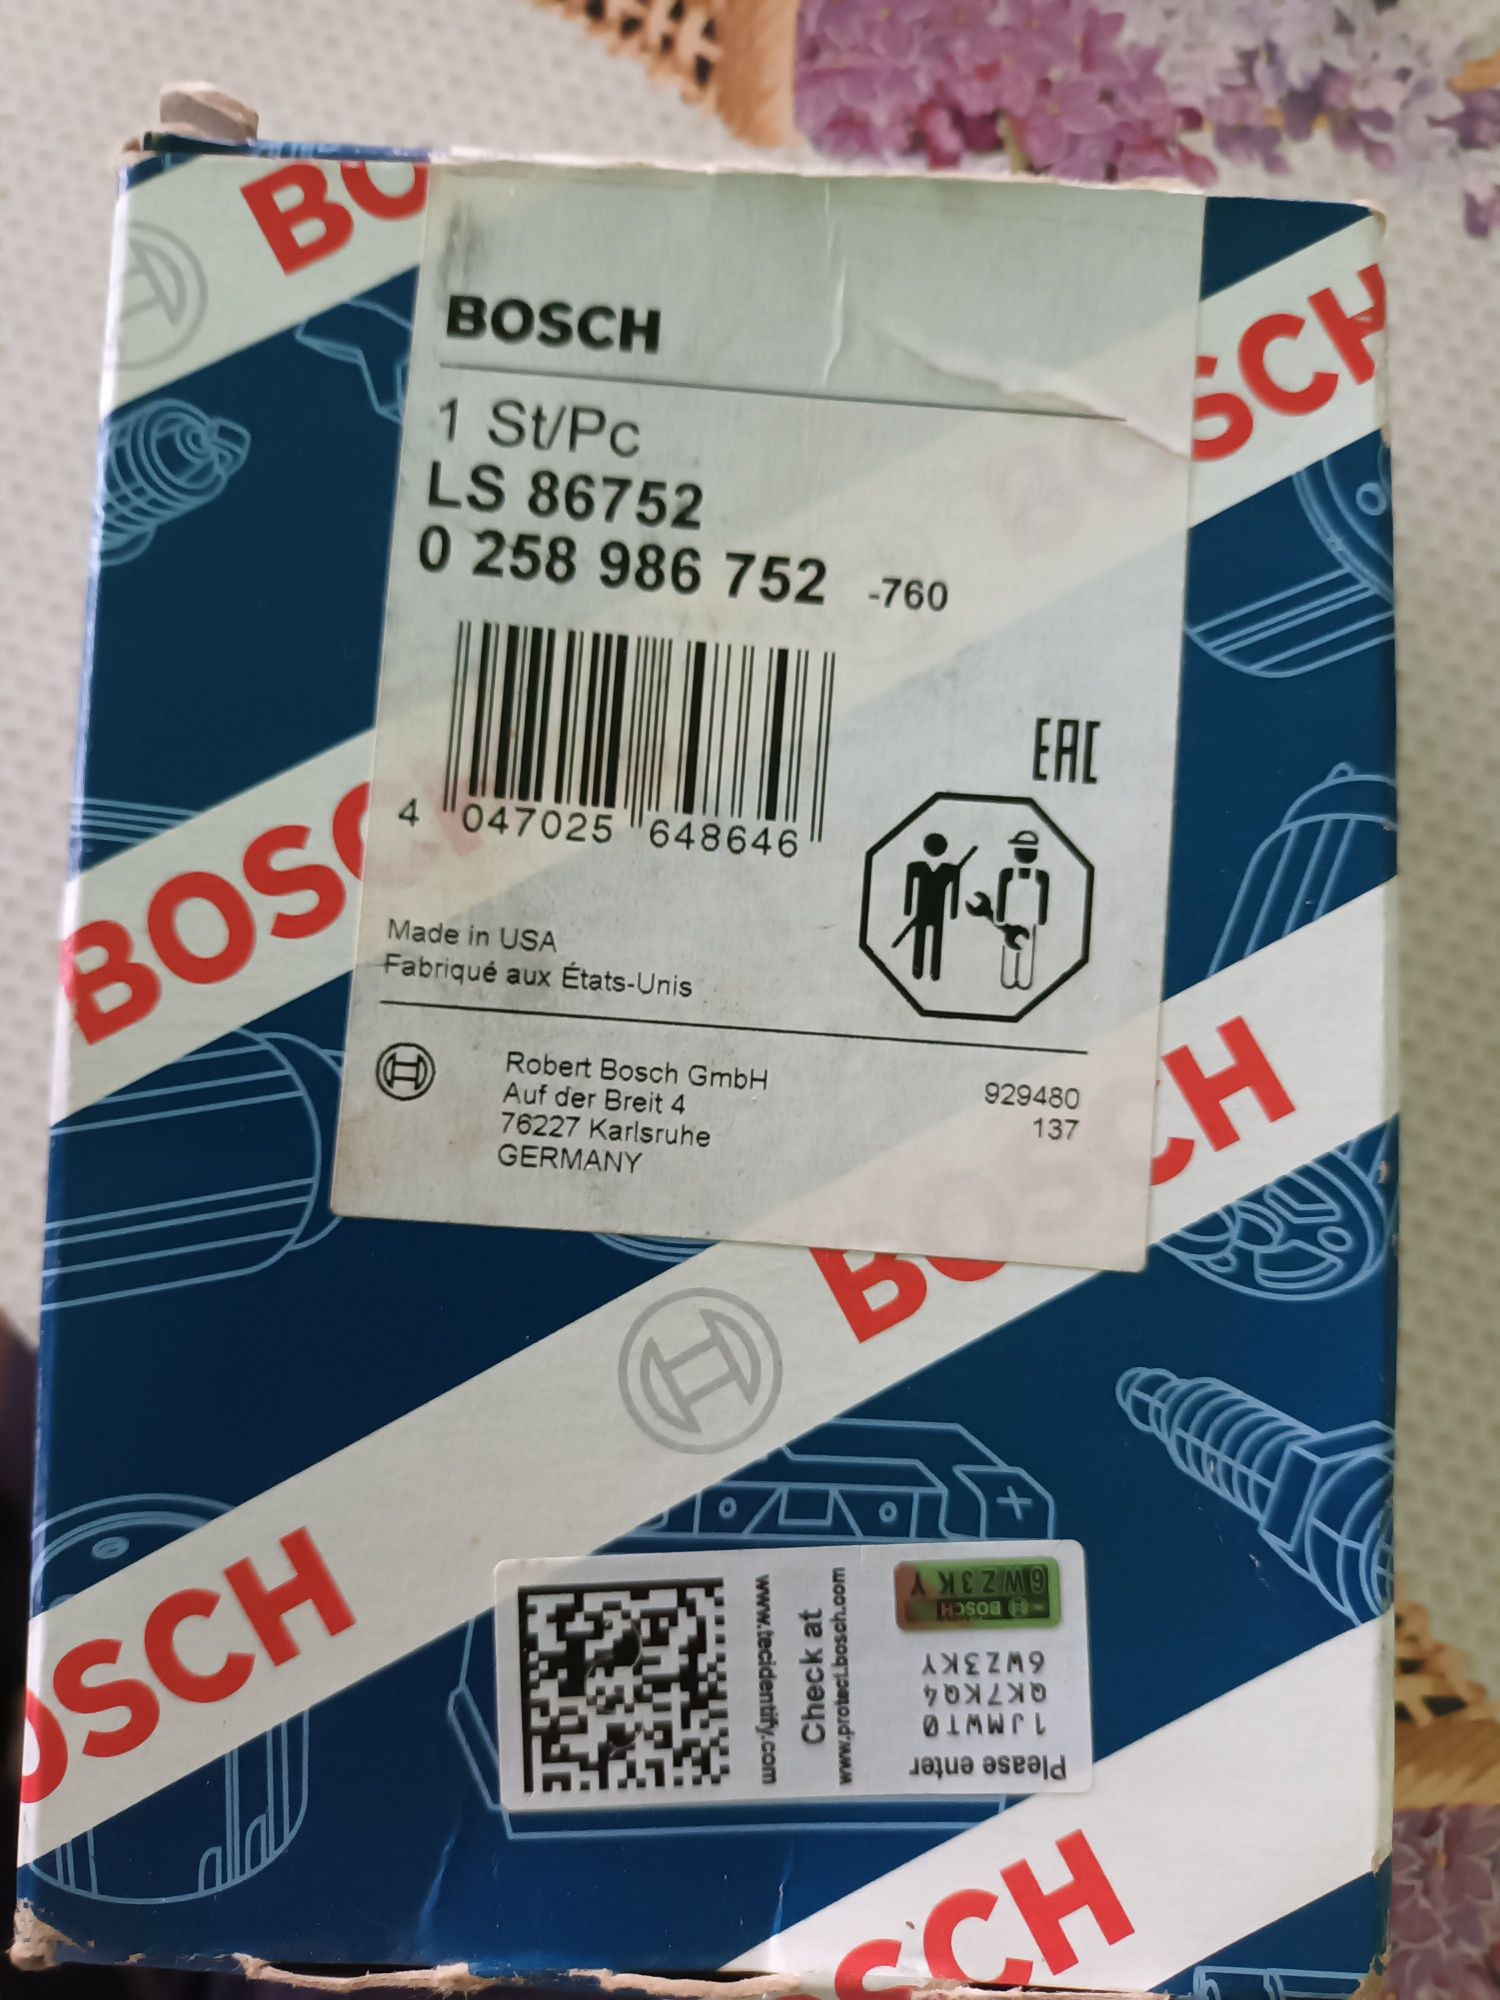 BOSCH
BOSCH
1 St/Pc
LS 86752
0 258 986 752 -760
EAC
4 047025 648646
BOSCH
Made in USA
Fabriqué aux États-Unis
Robert Bosch GmbH
Auf der Breit 4
76227 Karlsruhe
GERMANY
929480
137
BOSCH
BOSCH
www.tecidentify.com
Check at
www.protect.bosch.com
Please enter
1JMWT0
QK7KQ4
6WZ3KY
BOSCH
6WZ3KY
SCH